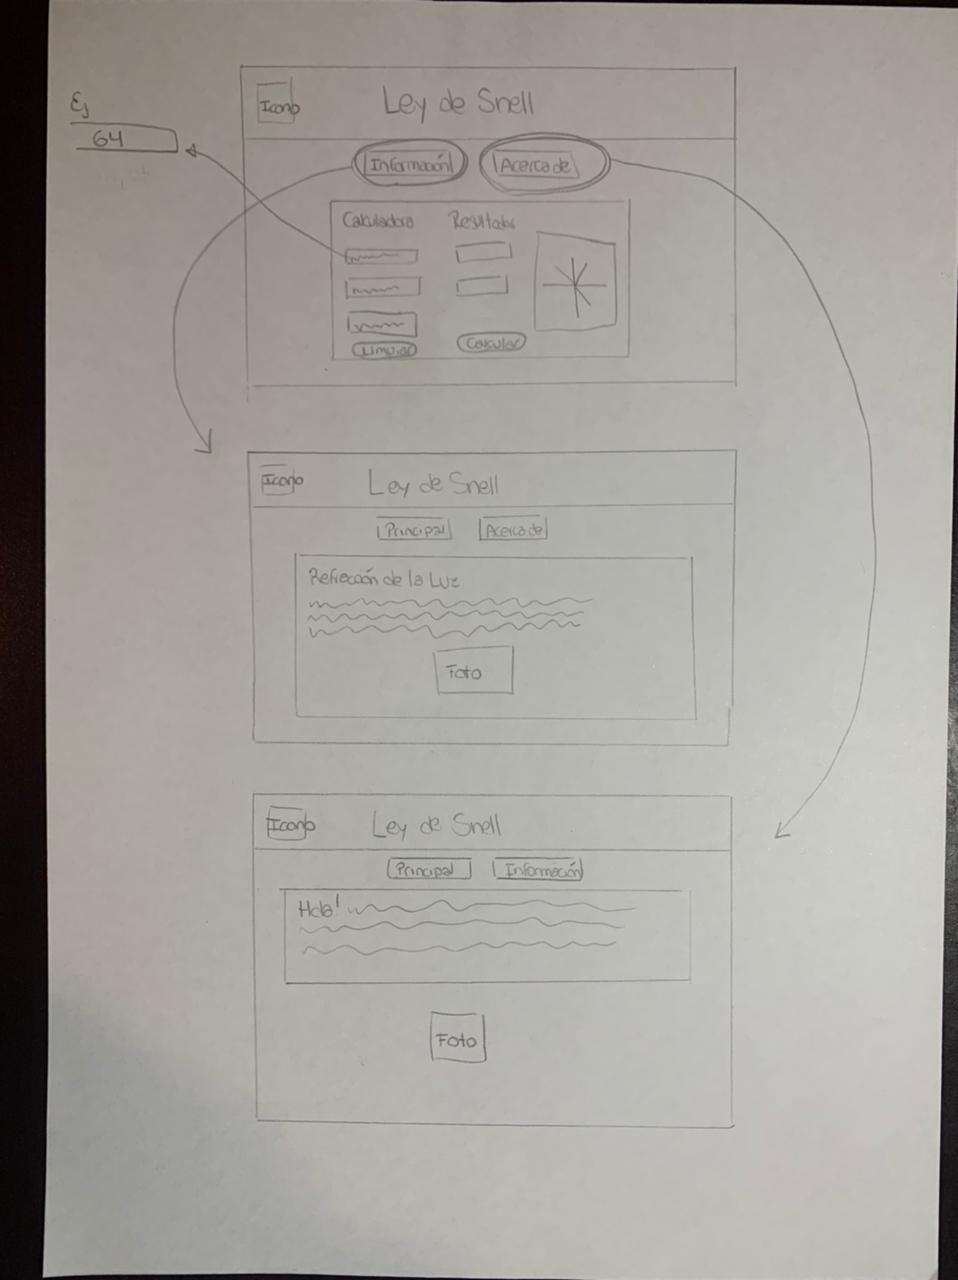 Ej
64
Icono
Ley de Snell
Información
Acerca de
Calculadora
Resultados
Limpiar
Calcular
Icono
Ley de Snell
Principal
Acerca de
Refracción de la Luz
Foto
Icono
Ley de Snell
Principal
Información
Hola!
Foto